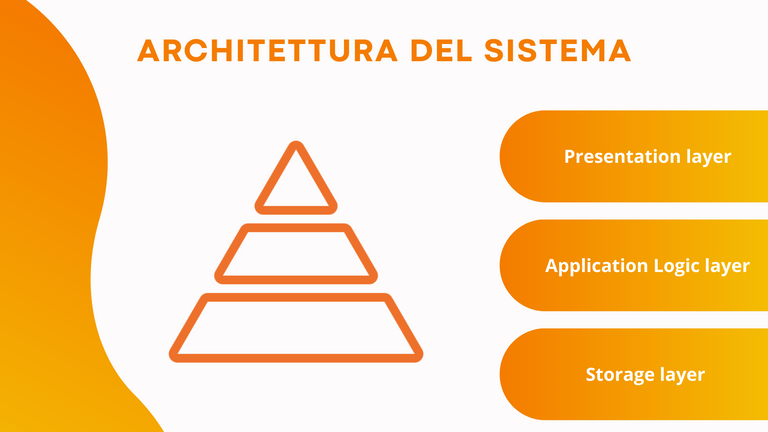 ARCHITETTURA DEL SISTEMA
Presentation layer
Application Logic layer
Storage layer